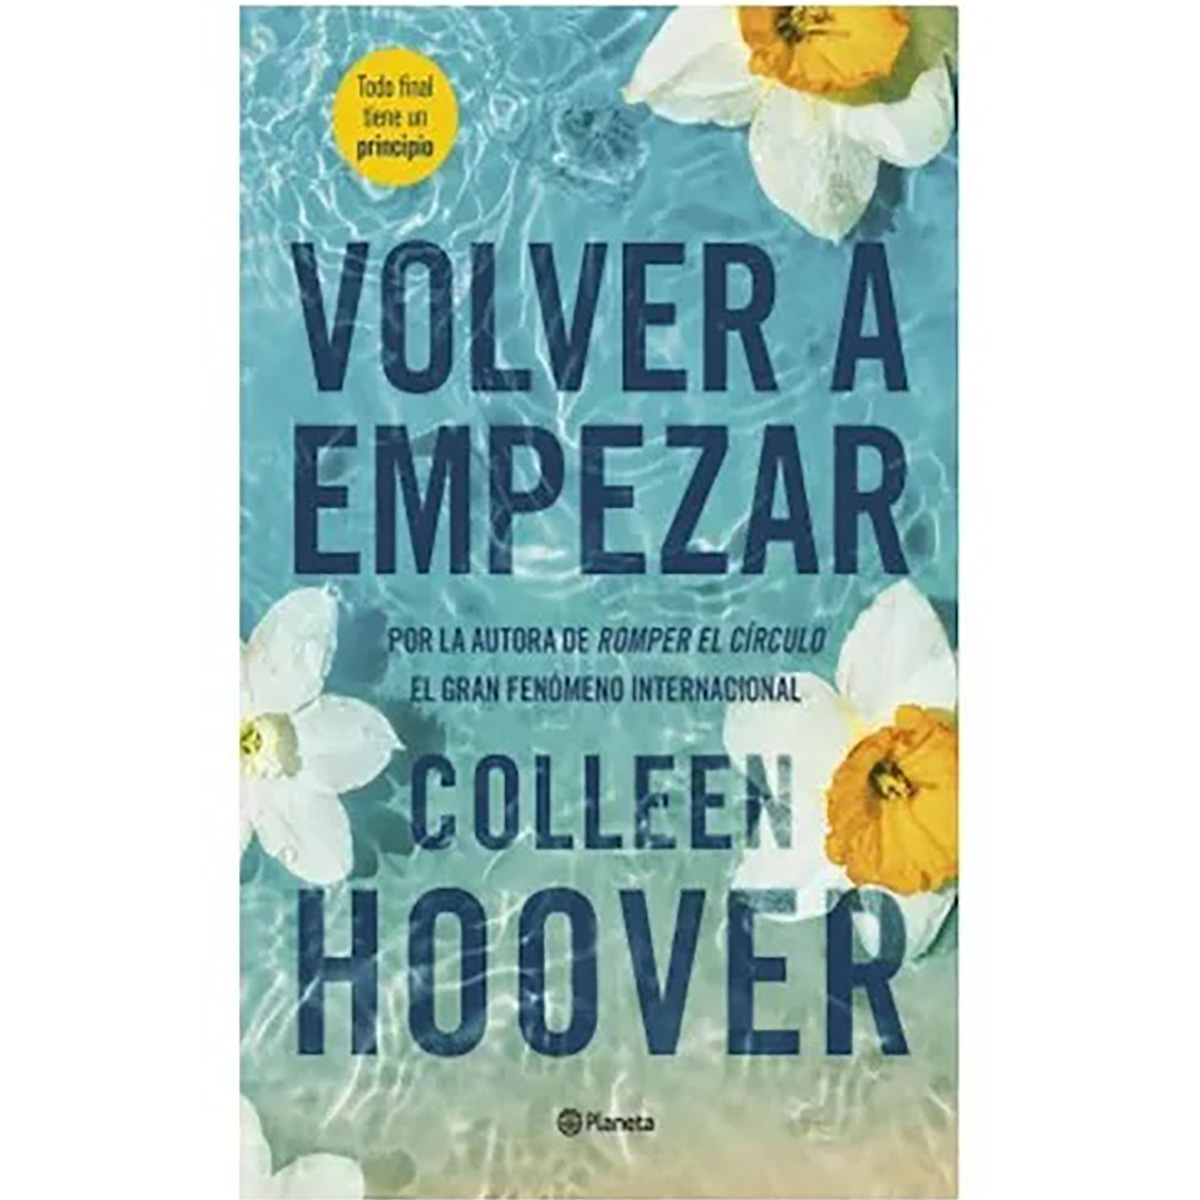 Todo final
tiene un
principio
VOLVER A
EMPEZAR
POR LA AUTORA DE ROMPER EL CÍRCULO
EL GRAN FENÓMENO INTERNACIONAL
COLLEEN
HOOVER
Planeta